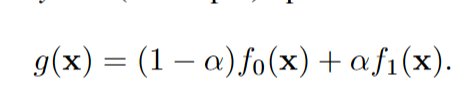 g(x) = (1 − α)f₀(x) + αf₁(x).